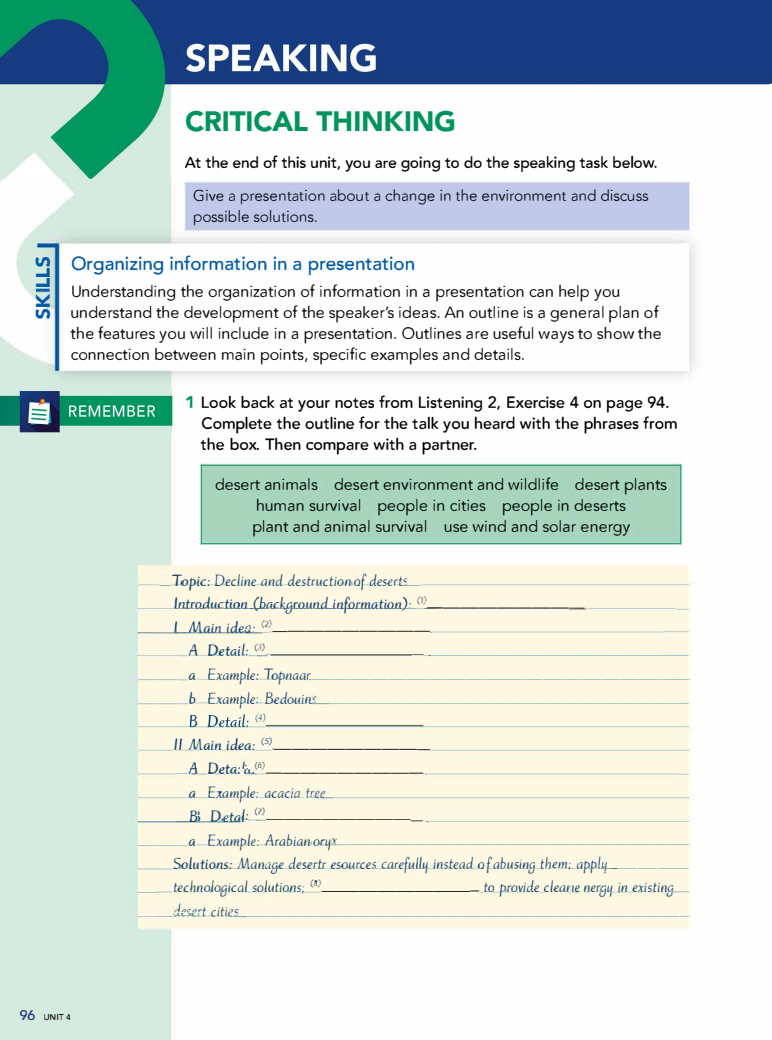 SPEAKING
CRITICAL THINKING
At the end of this unit, you are going to do the speaking task below.
Give a presentation about a change in the environment and discuss
possible solutions.
SKILLS
Organizing information in a presentation
Understanding the organization of information in a presentation can help you
understand the development of the speaker's ideas. An outline is a general plan of
the features you will include in a presentation. Outlines are useful ways to show the
connection between main points, specific examples and details.
REMEMBER
1 Look back at your notes from Listening 2, Exercise 4 on page 94.
Complete the outline for the talk you heard with the phrases from
the box. Then compare with a partner.
desert animals desert environment and wildlife desert plants
human survival people in cities people in deserts
plant and animal survival use wind and solar energy
Topic: Decline and destruction of deserts
Introduction (background information): (1)
I Main idea: (2)
A Detail: (3)
a Example: Topnaar
b Example: Bedouins
B Detail: (4)
II Main idea: (5)
A (6)
a Example: acacia tree
B Detal: (7)
a Example: Arabian oryx
Solutions: Manage desertr esources carefully instead of abusing them; apply
technological solutions; (8) to provide cleane nergy in existing
desert cities
96 UNIT 4